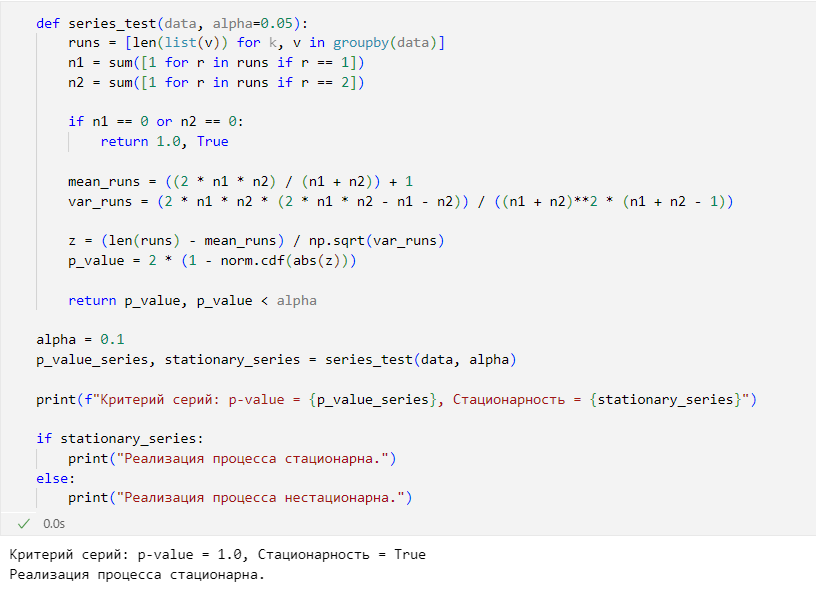 def series_test(data, alpha=0.05):
    runs = [len(list(v)) for k, v in groupby(data)]
    n1 = sum([1 for r in runs if r == 1])
    n2 = sum([1 for r in runs if r == 2])

    if n1 == 0 or n2 == 0:
        return 1.0, True

    mean_runs = ((2 * n1 * n2) / (n1 + n2)) + 1
    var_runs = (2 * n1 * n2 * (2 * n1 * n2 - n1 - n2)) / ((n1 + n2)**2 * (n1 + n2 - 1))

    z = (len(runs) - mean_runs) / np.sqrt(var_runs)
    p_value = 2 * (1 - norm.cdf(abs(z)))

    return p_value, p_value < alpha

alpha = 0.1
p_value_series, stationary_series = series_test(data, alpha)

print(f"Критерий серий: p-value = {p_value_series}, Стационарность = {stationary_series}")

if stationary_series:
    print("Реализация процесса стационарна.")
else:
    print("Реализация процесса нестационарна.")
0.0s
Критерий серий: p-value = 1.0, Стационарность = True
Реализация процесса стационарна.